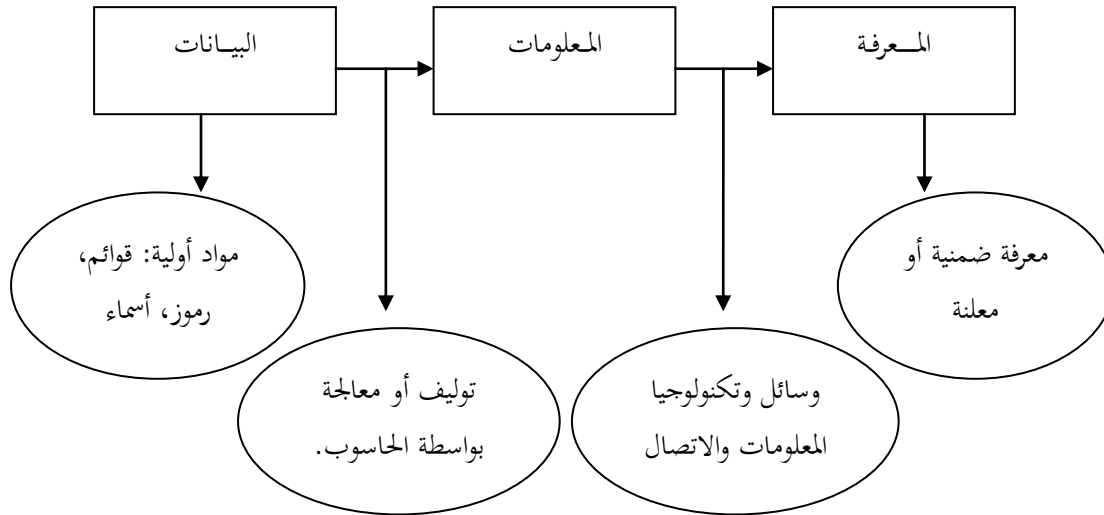 البيـانات
المعلومات
المــعرفة
مواد أولية: قوائم،
رموز، أسماء
معرفة ضمنية أو
معلنة
توليف أو معالجة
بواسطة الحاسوب.
وسائل وتكنولوجيا
المعلومات والاتصال